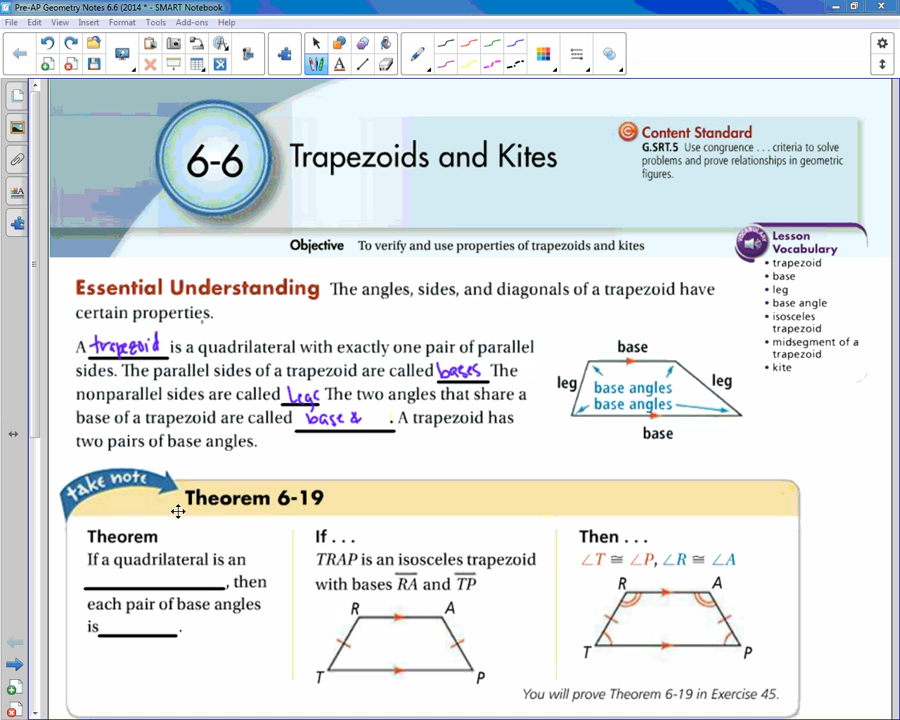 Pre-AP Geometry Notes 6.6 (2014 * - SMART Notebook
File Edit View Insert Format Tools Add-ons Help
6-6
Trapezoids and Kites
Content Standard
G.SRT.5 Use congruence . . . criteria to solve
problems and prove relationships in geometric
figures.
Objective To verify and use properties of trapezoids and kites
Lesson
Vocabulary
• trapezoid
• base
• leg
• base angle
• isosceles
trapezoid
• midsegment of a
trapezoid
• kite
Essential Understanding The angles, sides, and diagonals of a trapezoid have
certain properties.
A trapezoid is a quadrilateral with exactly one pair of parallel
sides. The parallel sides of a trapezoid are called bases The
nonparallel sides are called legs The two angles that share a
base of a trapezoid are called base ∡ . A trapezoid has
two pairs of base angles.
base
leg
base angles
base angles
leg
base
take note
Theorem 6-19
Theorem
If a quadrilateral is an
____, then
each pair of base angles
is____.
If . . .
TRAP is an isosceles trapezoid
with bases R̅A̅ and T̅P̅
R A
T P
Then . . .
∠T ≅ ∠P, ∠R ≅ ∠A
R A
T P
You will prove Theorem 6-19 in Exercise 45.